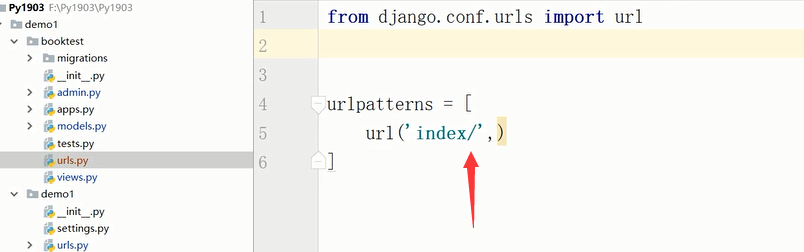 Py1903 F:\Py1903\Py1903
demo1
booktest
migrations
__init__.py
admin.py
apps.py
models.py
tests.py
urls.py
views.py
demo1
__init__.py
settings.py
urls.py
1 from django.conf.urls import url
2
3
4 urlpatterns = [
5 url('index/',)
6 ]